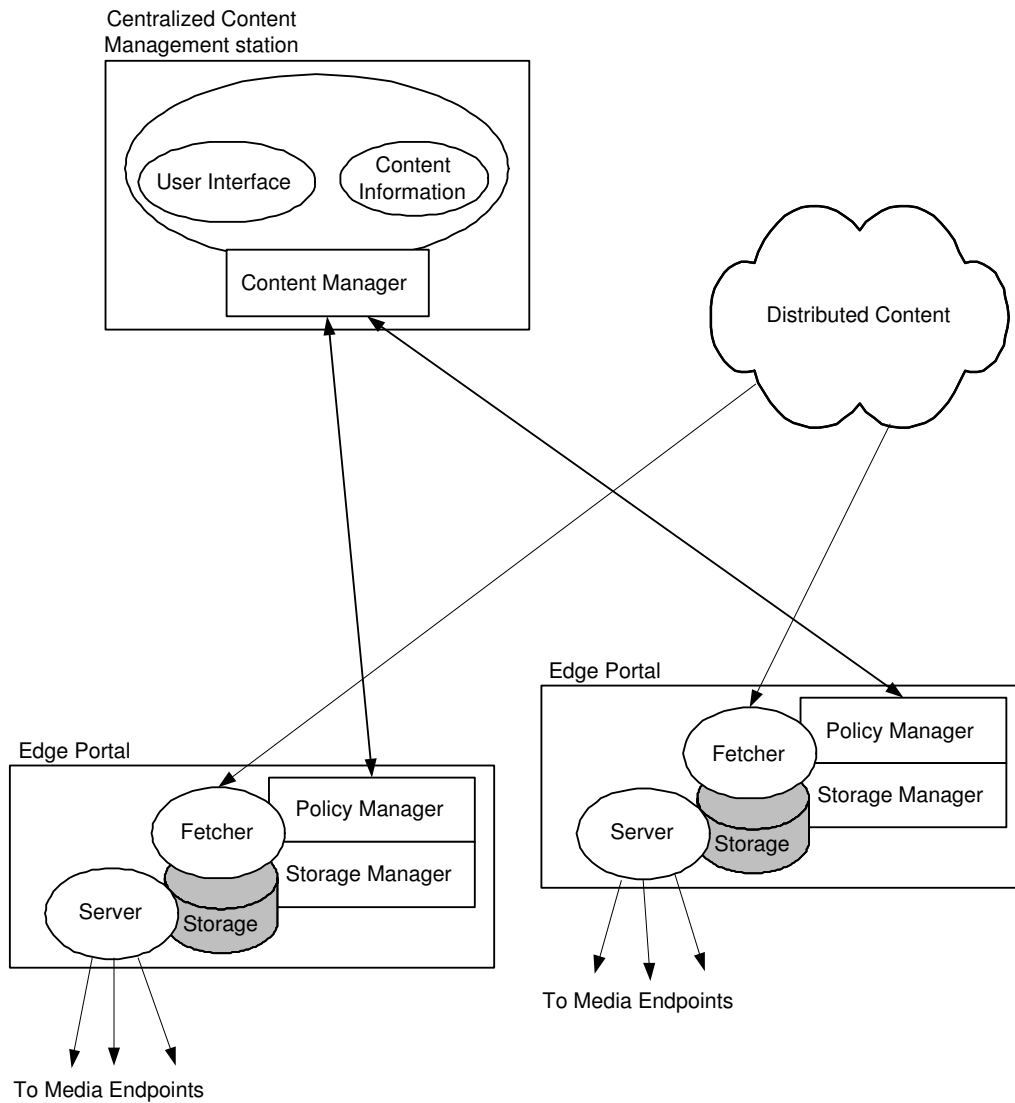 Centralized Content
Management station
User Interface
Content
Information
Content Manager
Distributed Content
Edge Portal
Policy Manager
Fetcher
Storage Manager
Server
Storage
To Media Endpoints
Edge Portal
Policy Manager
Fetcher
Storage Manager
Server
Storage
To Media Endpoints